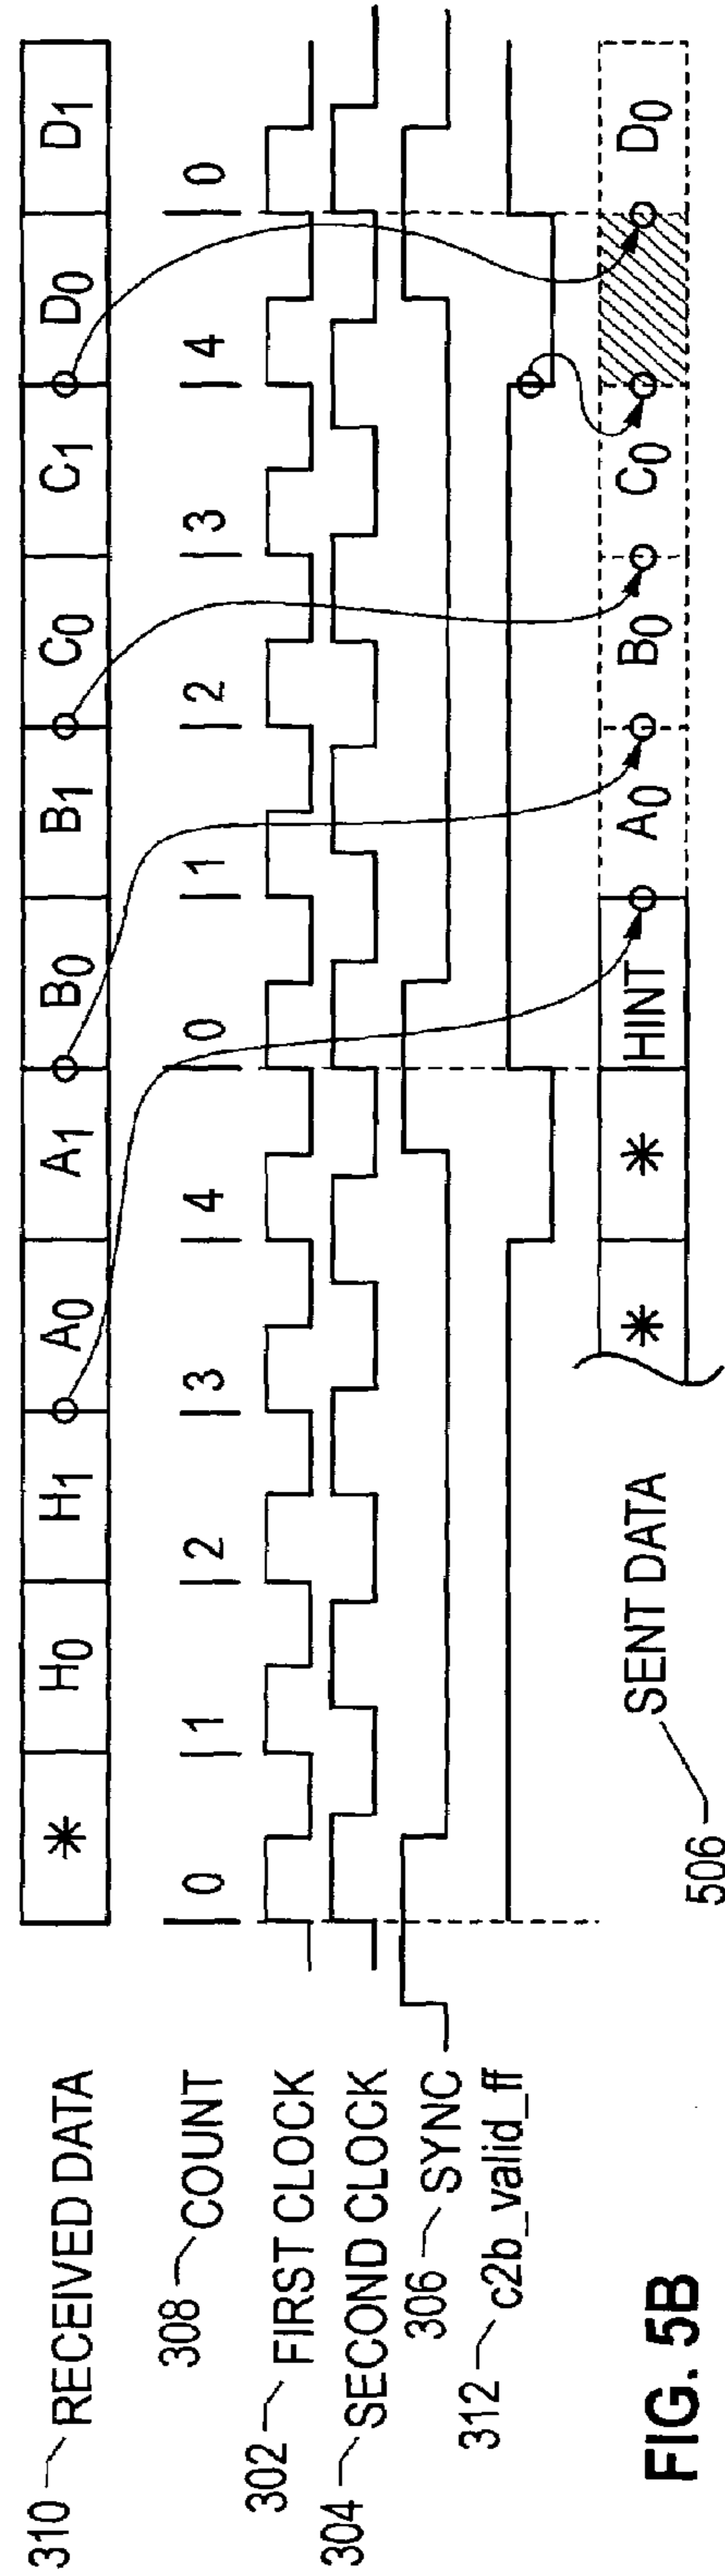 310 RECEIVED DATA * H0 H1 A0 A1 B0 B1 C0 C1 D0 D1
308 COUNT 0 1 2 3 4 0 1 2 3 4 0
302 FIRST CLOCK
304 SECOND CLOCK
306 SYNC
312 c2b_valid_ff
506 SENT DATA * * HINT A0 B0 C0 D0
FIG. 5B